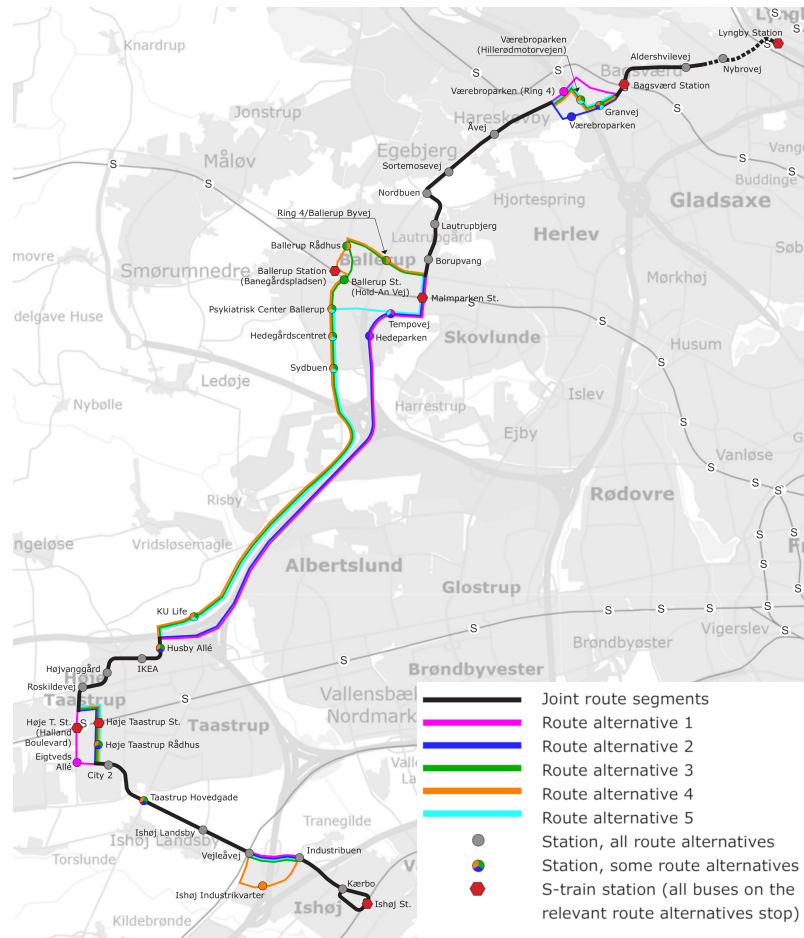 Lyngby
Lyngby Station
Knardrup
Værebroparken
(Hillerødmotorvejen)
Aldershvilevej
Nybrovej
Bagsværd
Bagsværd Station
Værebroparken (Ring 4)
Granvej
Hareskovby
Værebroparken
Jonstrup
Åvej
Egebjerg
Måløv
Sortemosevej
Buddinge
Nordbuen
Hjortespring
Gladsaxe
Ring 4/Ballerup Byvej
Lautrupbjerg
Lautrupgård
Herlev
Ballerup Rådhus
Smørumnedre
Ballerup
Borupvang
Ballerup Station
(Banegårdspladsen)
Ballerup St.
(Hold-An Vej)
Mørkhøj
Malmparken St.
delgave Huse
Psykiatrisk Center Ballerup
Tempovej
Skovlunde
Hedegårdscentret
Hedeparken
Husum
Sydbuen
Ledøje
Nybølle
Harrestrup
Islev
Ejby
Vanløse
Risby
Rødovre
Vridsløsemagle
Albertslund
Glostrup
KU Life
Vigerslev
Husby Allé
Brøndbyøster
IKEA
Højvanggård
Brøndbyvester
Høje
Taastrup
Roskildevej
Vallensbæk
Nordmark
Taastrup
Høje T. St.
(Halland
Boulevard)
Høje Taastrup St.
Høje Taastrup Rådhus
Eigtveds
Allé
City 2
Taastrup Hovedgade
Tranegilde
Ishøj Landsby
Ishøj Landsby
Torslunde
Vejleåvej
Industribuen
Ishøj Industrikvarter
Kærbo
Ishøj
Ishøj St.
Kildebrønde
Joint route segments
Route alternative 1
Route alternative 2
Route alternative 3
Route alternative 4
Route alternative 5
Station, all route alternatives
Station, some route alternatives
S-train station (all buses on the
relevant route alternatives stop)